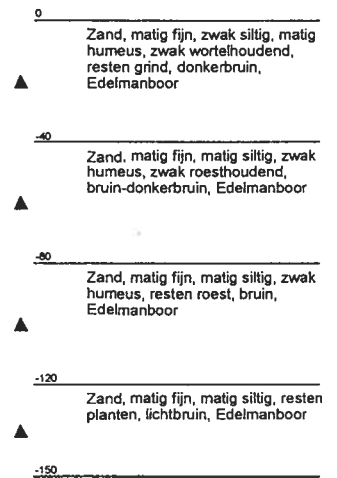 0
Zand, matig fijn, zwak siltig, matig
humeus, zwak wortelhoudend,
resten grind, donkerbruin,
Edelmanboor
-40
Zand, matig fijn, matig siltig, zwak
humeus, zwak roesthoudend,
bruin-donkerbruin, Edelmanboor
-80
Zand, matig fijn, matig siltig, zwak
humeus, resten roest, bruin,
Edelmanboor
-120
Zand, matig fijn, matig siltig, resten
planten, lichtbruin, Edelmanboor
-150